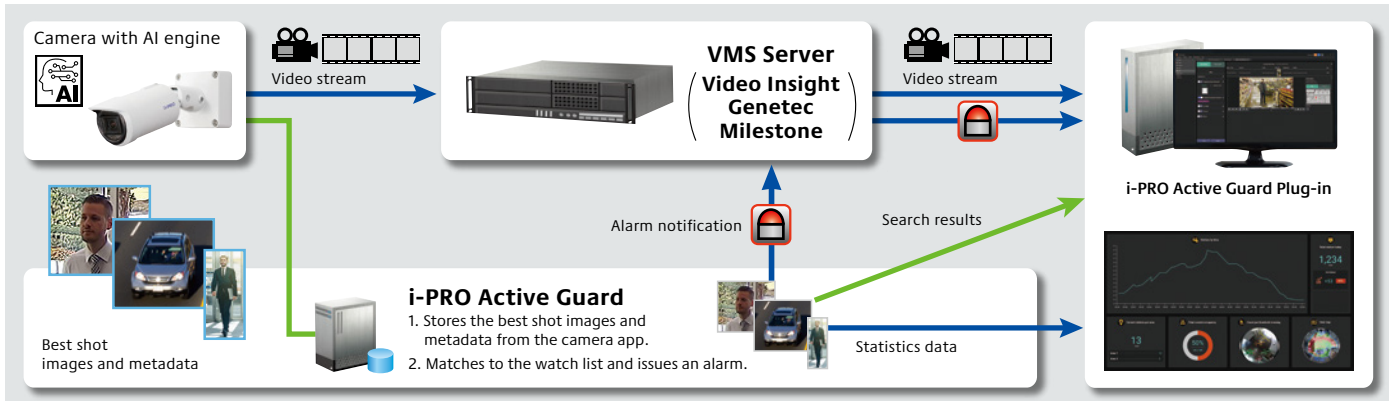 Camera with AI engine
AI
Video stream
VMS Server
( Video Insight
Genetec
Milestone )
Video stream
i-PRO Active Guard Plug-in
Alarm notification
Search results
Best shot
images and metadata
i-PRO Active Guard
1. Stores the best shot images and
metadata from the camera app.
2. Matches to the watch list and issues an alarm.
Statistics data
1,234
13
50%